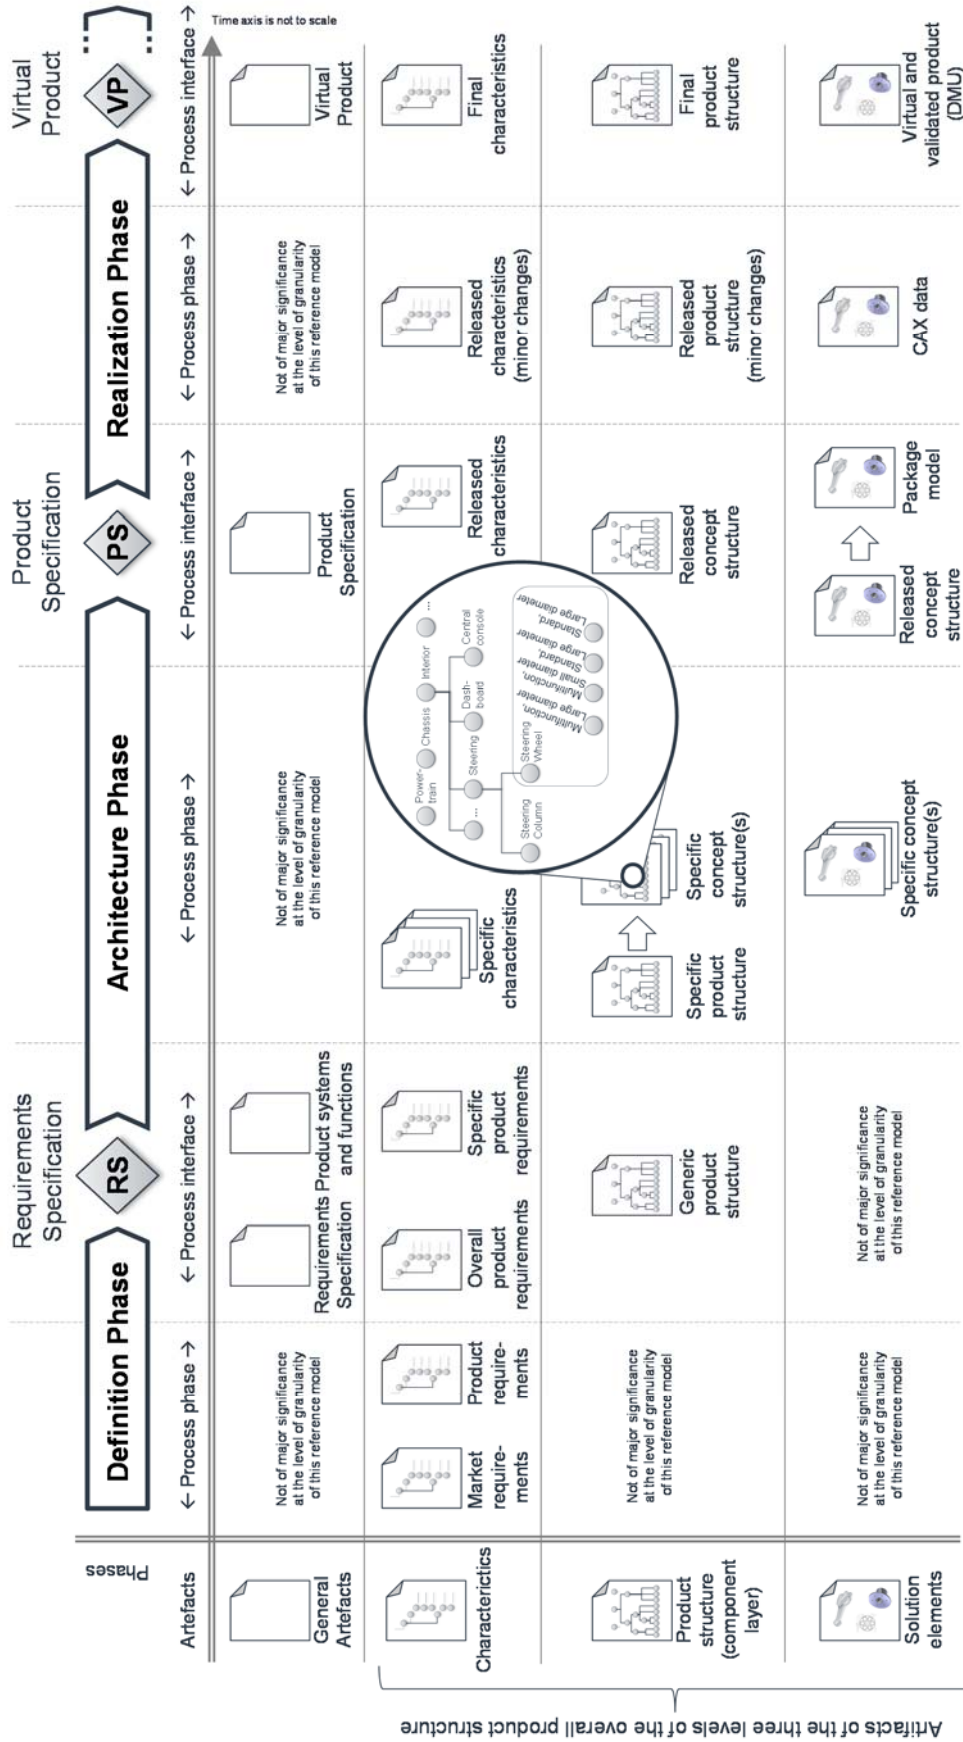 Requirements
Specification
Product
Specification
Virtual
Product
Phases
Definition Phase
RS
Architecture Phase
PS
Realization Phase
VP
Time axis is not to scale
Artefacts
← Process phase →
← Process interface →
← Process phase →
← Process interface →
← Process phase →
← Process interface →
General
Artefacts
Not of major significance
at the level of granularity
of this reference model
Requirements
Specification
Product systems
and functions
Not of major significance
at the level of granularity
of this reference model
Product
Specification
Not of major significance
at the level of granularity
of this reference model
Virtual
Product
Artifacts of the three levels of the overall product structure
Characterictics
Market
require-
ments
Product
require-
ments
Overall
product
requirements
Specific
product
requirements
Specific
characteristics
Released
characteristics
Released
characteristics
(minor changes)
Final
characteristics
Power-
train
Chassis
Interior
...
...
Steering
Dash-
board
Central
console
Steering
Column
Steering
Wheel
Multifunction,
Large diameter
Multifunction,
Small diameter
Standard,
Large diameter
Standard,
Large diameter
Product
structure
(component
layer)
Not of major significance
at the level of granularity
of this reference model
Generic
product
structure
Specific
product
structure
Specific
concept
structure(s)
Released
concept
structure
Released
product
structure
(minor changes)
Final
product
structure
Solution
elements
Not of major significance
at the level of granularity
of this reference model
Not of major significance
at the level of granularity
of this reference model
Specific concept
structure(s)
Released
concept
structure
Package
model
CAX data
Virtual and
validated product
(DMU)